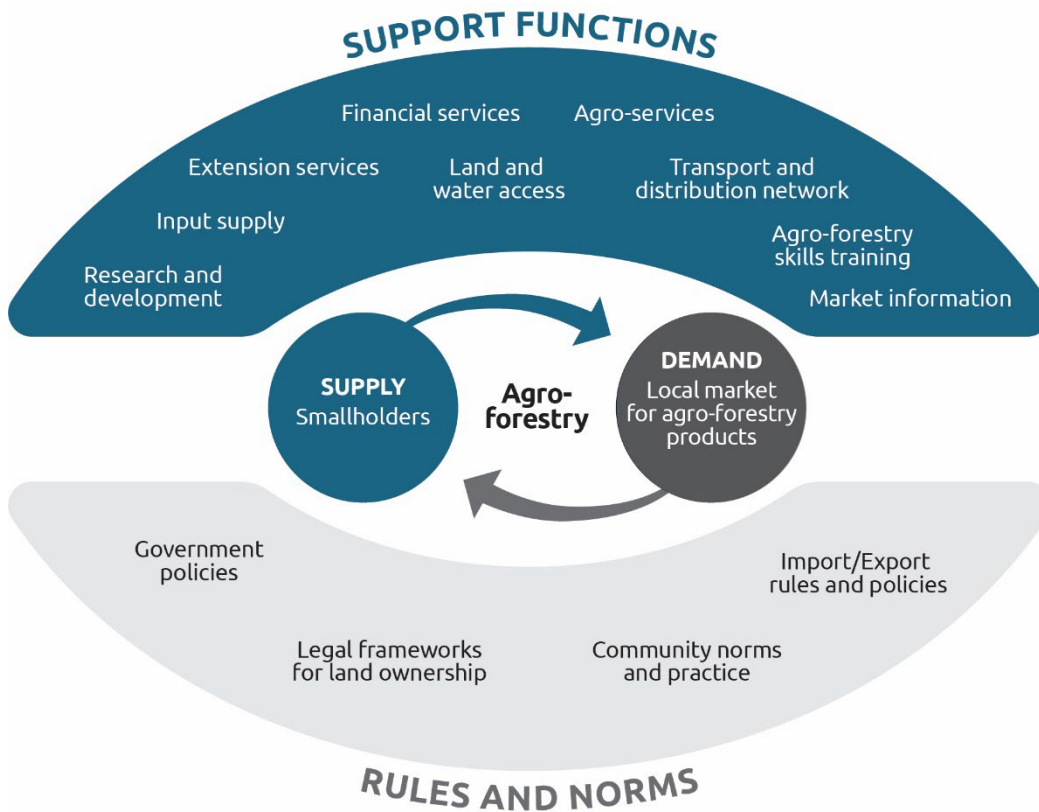 SUPPORT FUNCTIONS
Financial services
Agro-services
Extension services
Land and
water access
Transport and
distribution network
Input supply
Agro-forestry
skills training
Research and
development
Market information
SUPPLY
Smallholders
Agro-
forestry
DEMAND
Local market
for agro-forestry
products
Government
policies
Import/Export
rules and policies
Legal frameworks
for land ownership
Community norms
and practice
RULES AND NORMS